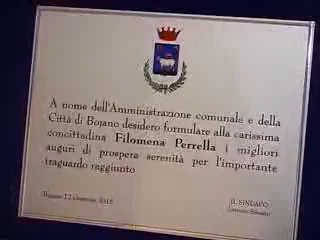 A nome dell'Amministrazione comunale e della
Città di Bojano desidero formulare alla carissima
concittadina Filomena Perrella i migliori
auguri di prospera serenità per l'importante
traguardo raggiunto
IL SINDACO